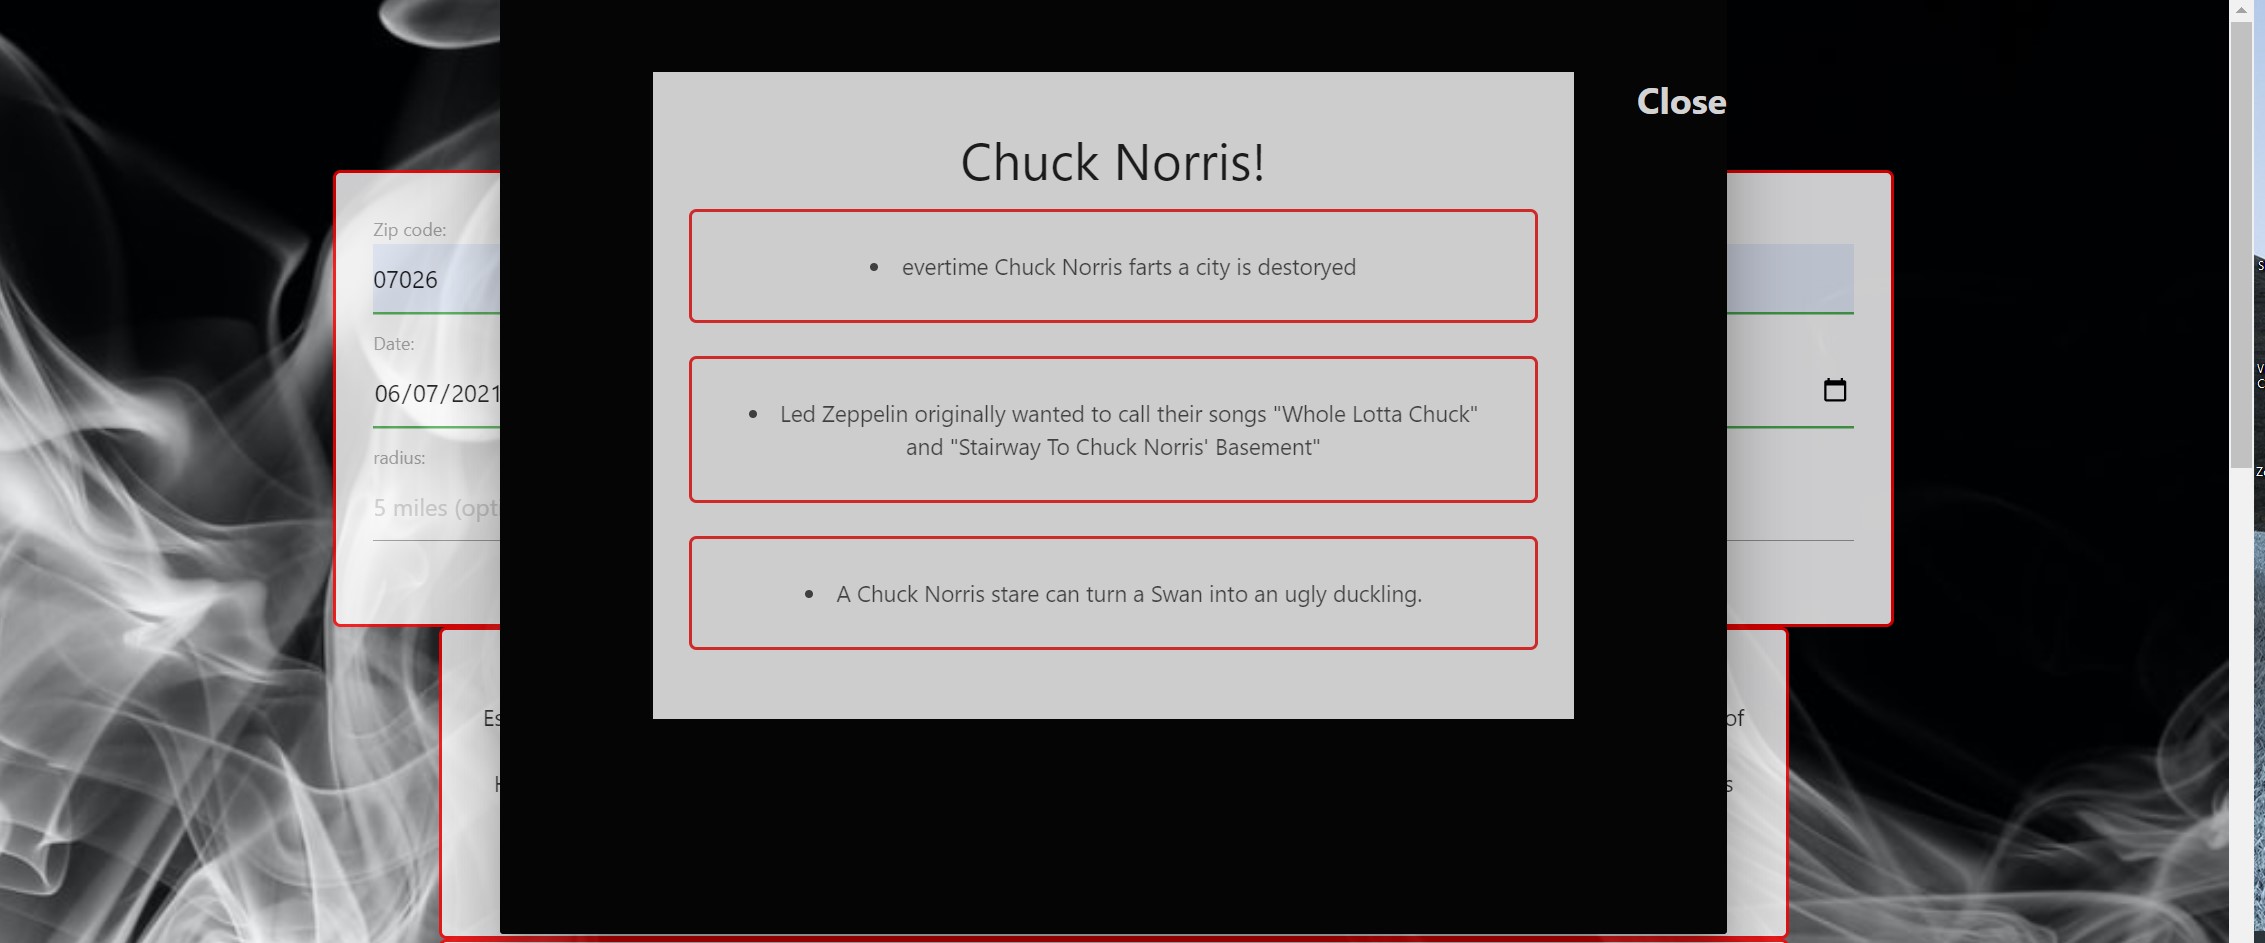 Close
Chuck Norris!
Zip code:
07026
Date:
06/07/2021
radius:
5 miles (opt
• evertime Chuck Norris farts a city is destoryed
• Led Zeppelin originally wanted to call their songs "Whole Lotta Chuck"
and "Stairway To Chuck Norris' Basement"
• A Chuck Norris stare can turn a Swan into an ugly duckling.
of